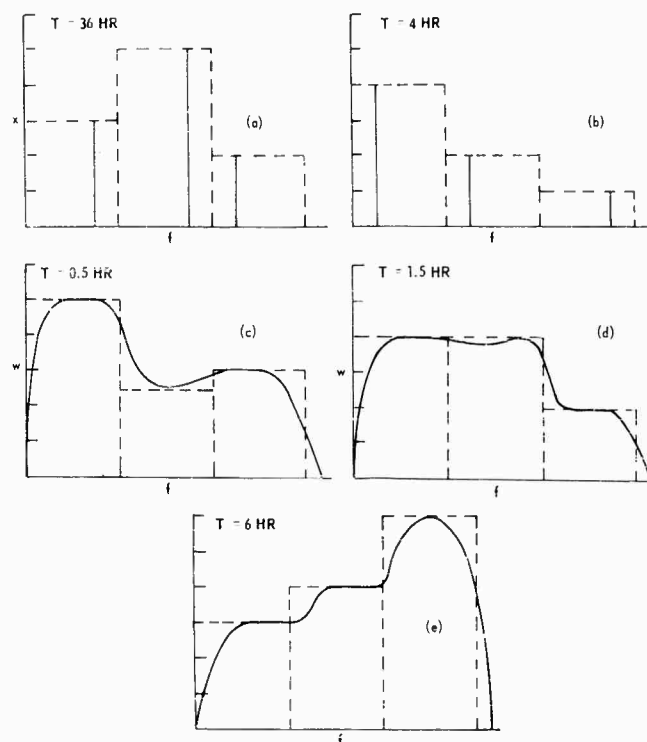 T = 36 HR
T = 4 HR
x
(a)
(b)
f
f
T = 0.5 HR
T = 1.5 HR
(c)
(d)
w
w
f
f
T = 6 HR
(e)
f